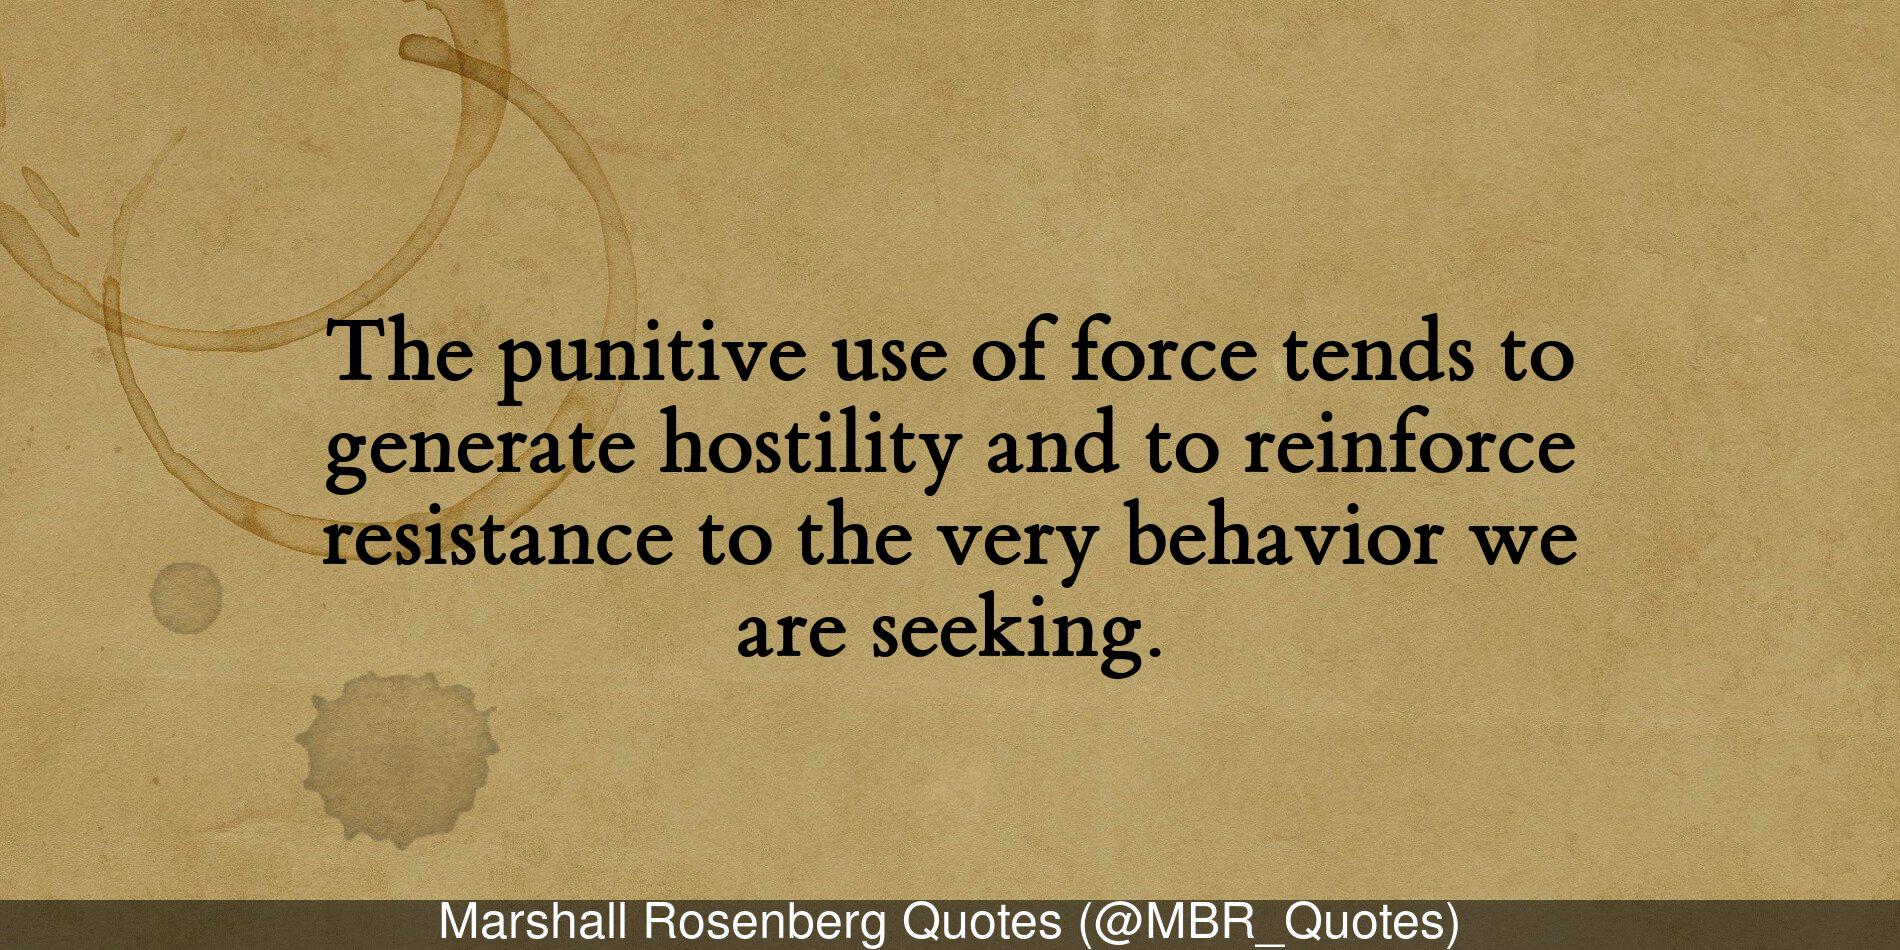 The punitive use of force tends to
generate hostility and to reinforce
resistance to the very behavior we
are seeking.
Marshall Rosenberg Quotes (@MBR_Quotes)